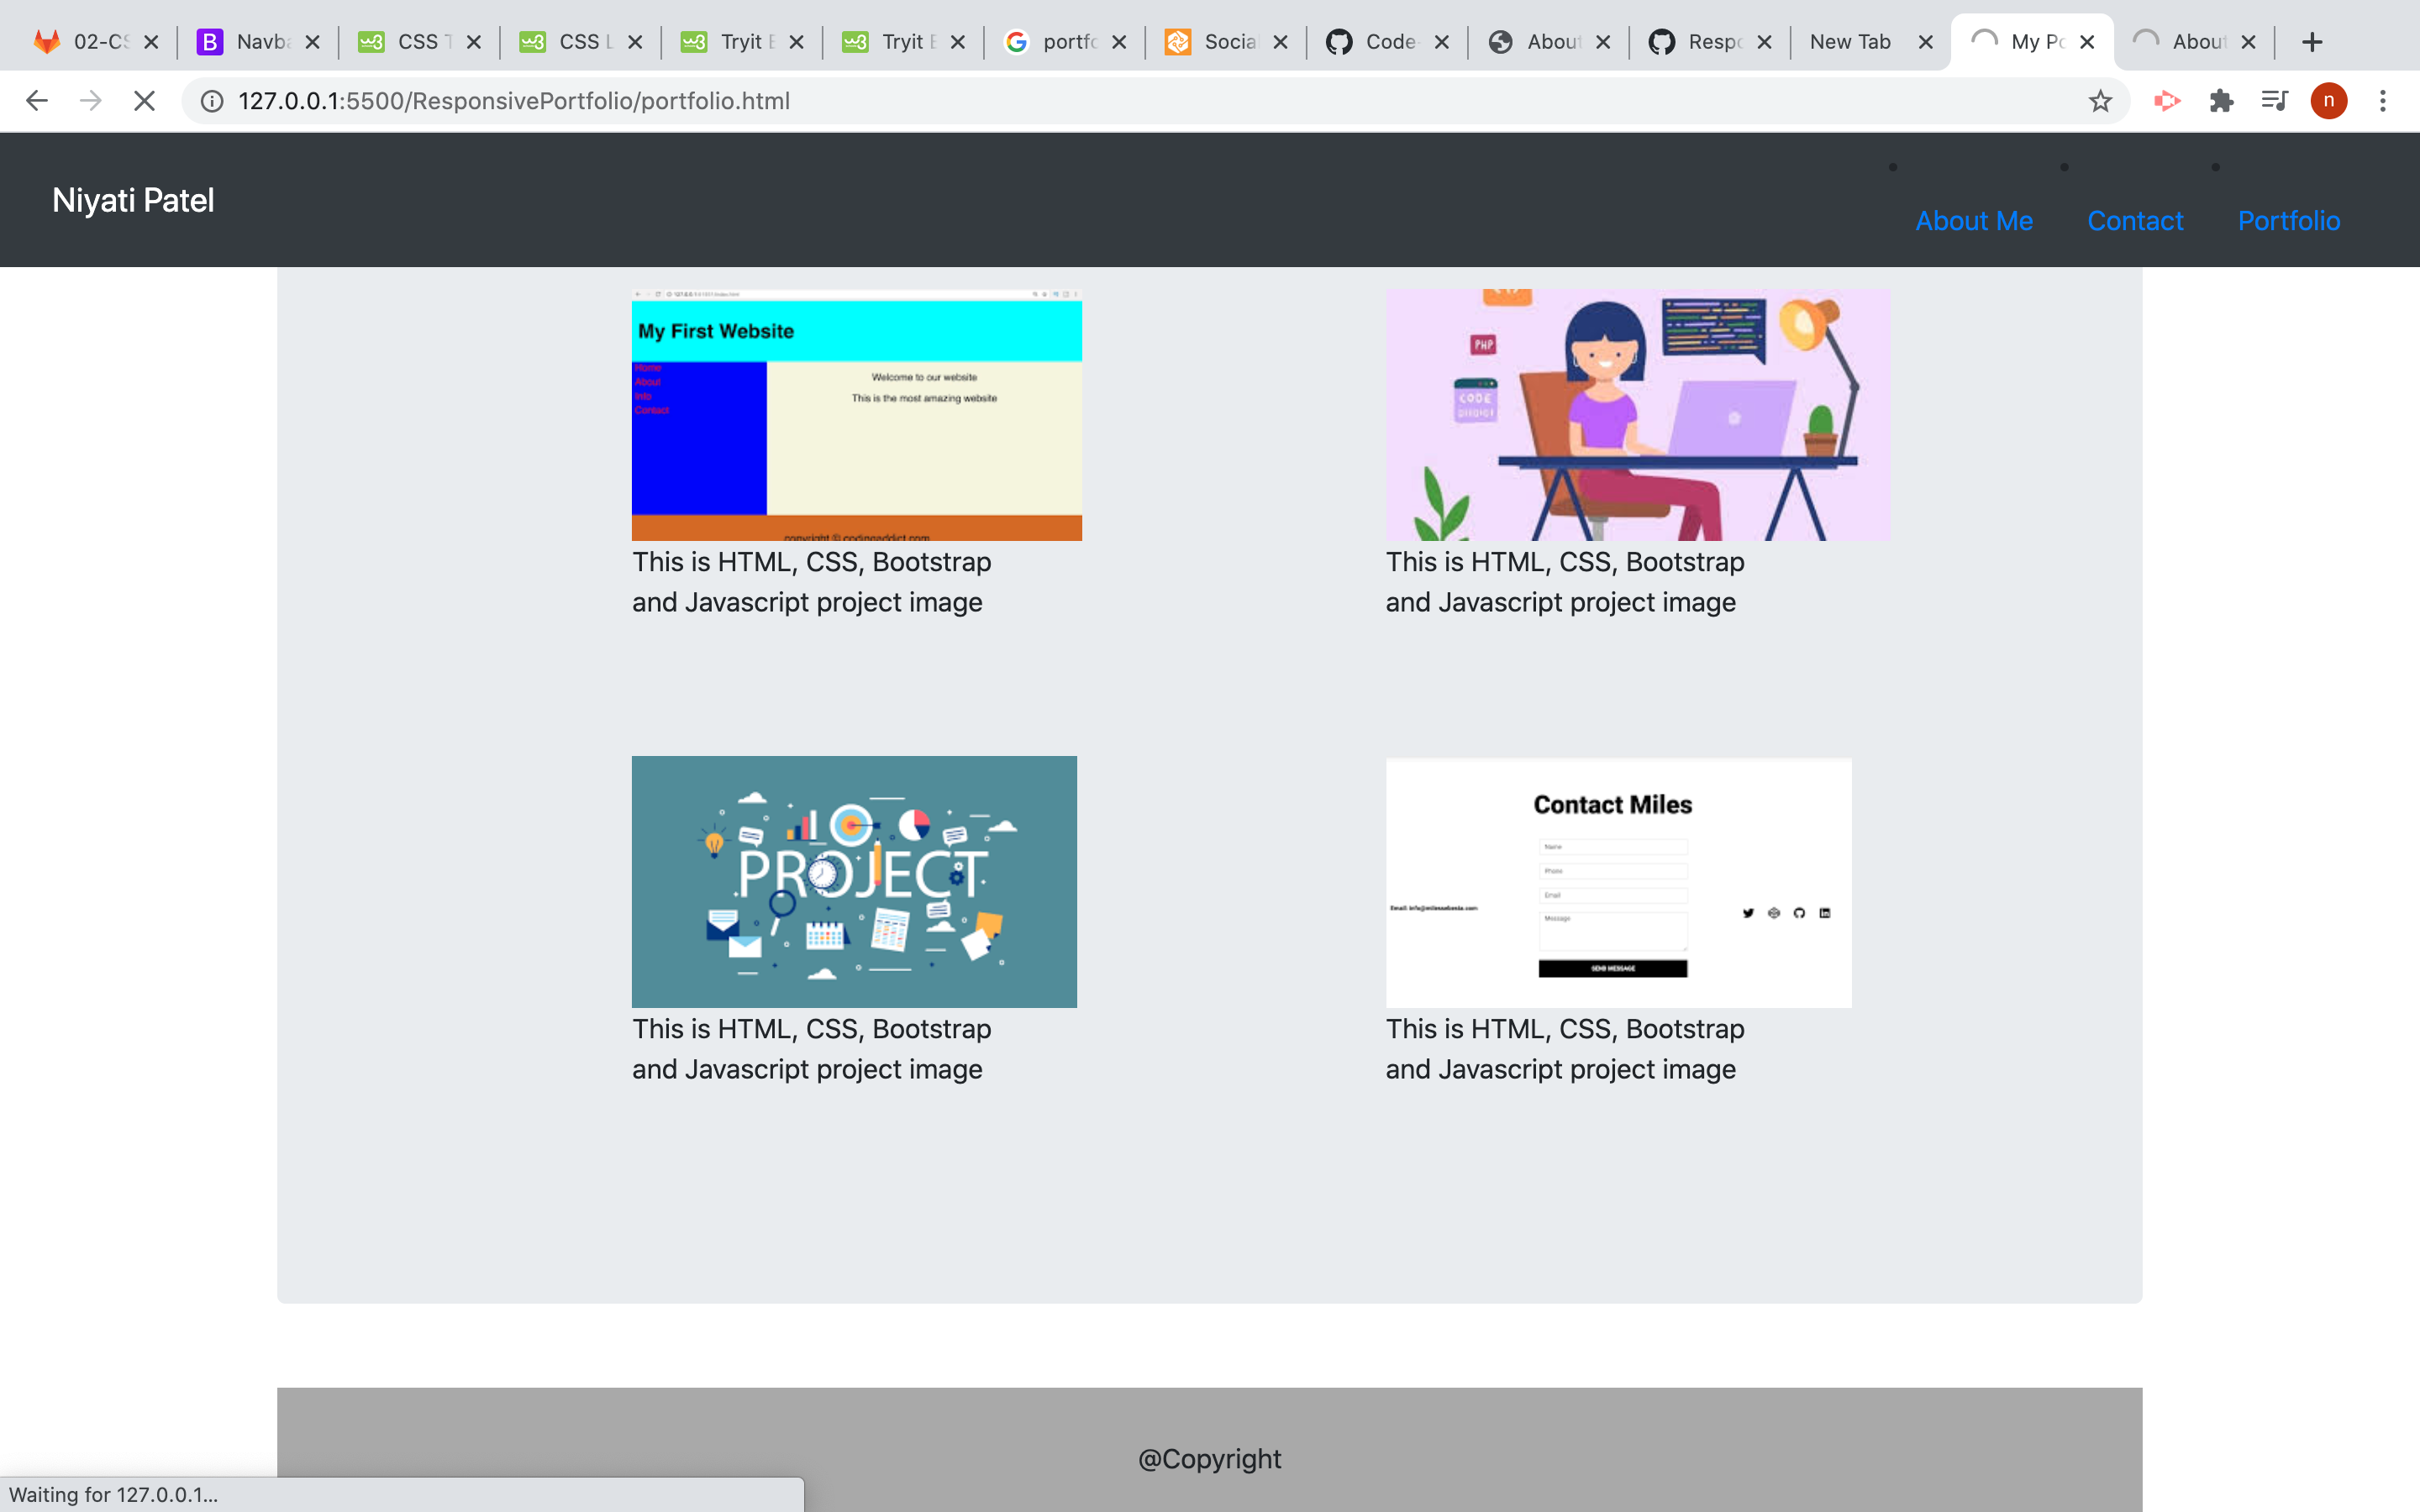 02-CS
Navba
CSS T
CSS L
Tryit E
Tryit E
portfo
Socia
Code-
About
Respo
New Tab
My Po
About
127.0.0.1:5500/ResponsivePortfolio/portfolio.html
n
Niyati Patel
About Me
Contact
Portfolio
My First Website
Home
About
Info
Contact
Welcome to our website
This is the most amazing website
copyright © codingaddict.com
PHP
CODE
This is HTML, CSS, Bootstrap
and Javascript project image
This is HTML, CSS, Bootstrap
and Javascript project image
PROJECT
Contact Miles
Name
Phone
Email
Message
SEND MESSAGE
This is HTML, CSS, Bootstrap
and Javascript project image
This is HTML, CSS, Bootstrap
and Javascript project image
@Copyright
Waiting for 127.0.0.1...